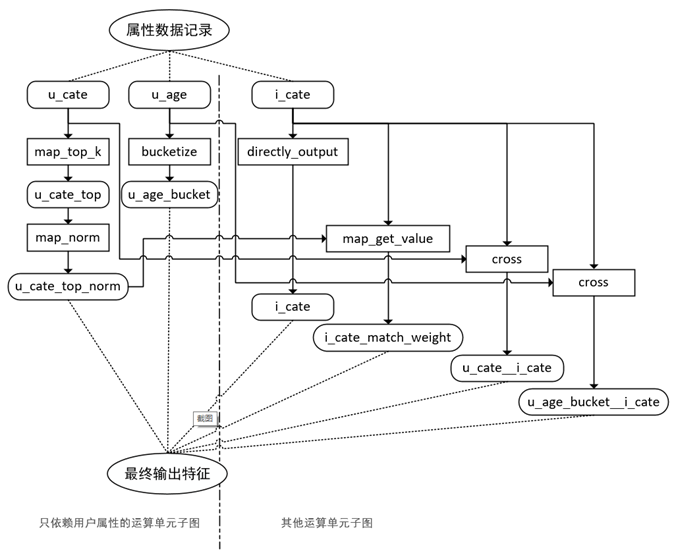 属性数据记录
u_cate
u_age
i_cate
map_top_k
bucketize
directly_output
u_cate_top
u_age_bucket
map_norm
map_get_value
cross
u_cate_top_norm
cross
i_cate
i_cate_match_weight
u_cate__i_cate
u_age_bucket__i_cate
截图
最终输出特征
只依赖用户属性的运算单元子图
其他运算单元子图